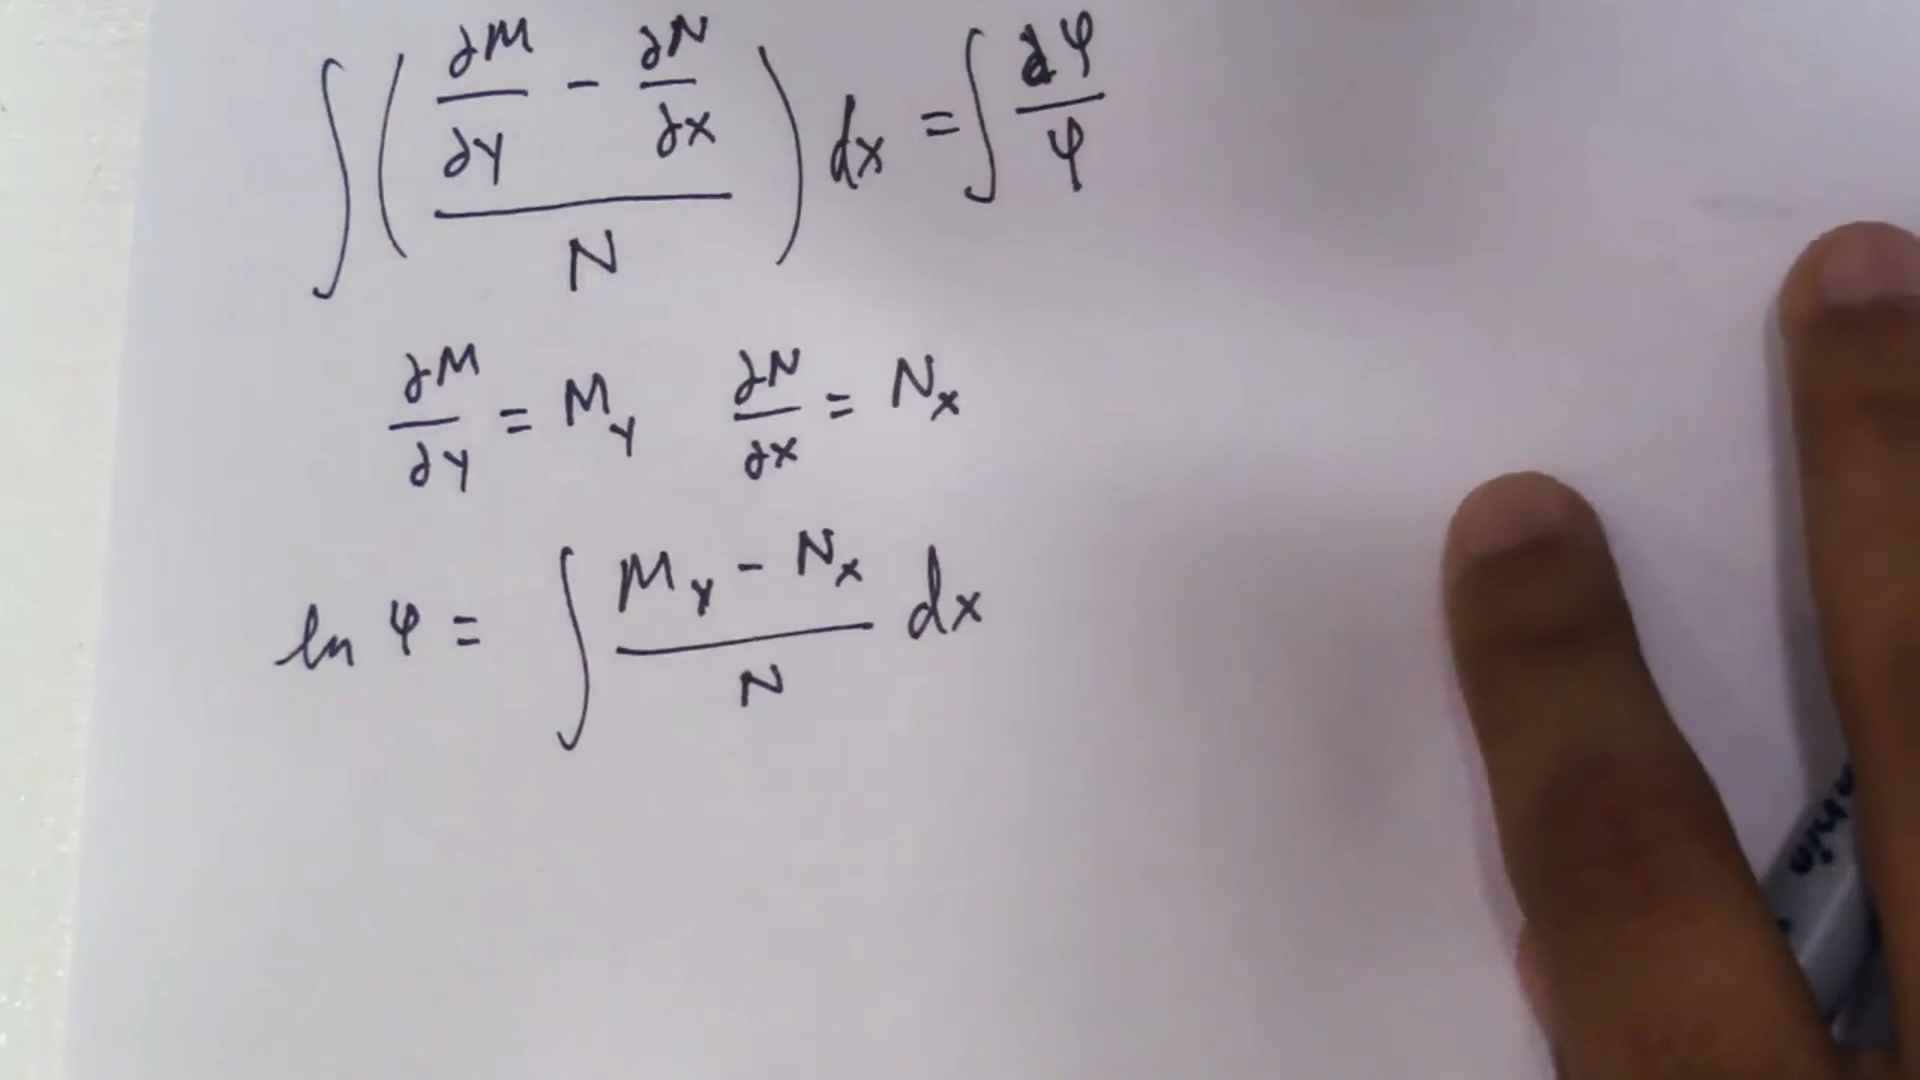 ∫ ( (∂M/∂y - ∂N/∂x) / N ) dx = ∫ dφ/φ
∂M/∂y = M_y   ∂N/∂x = N_x
ln φ = ∫ (M_y - N_x)/N dx